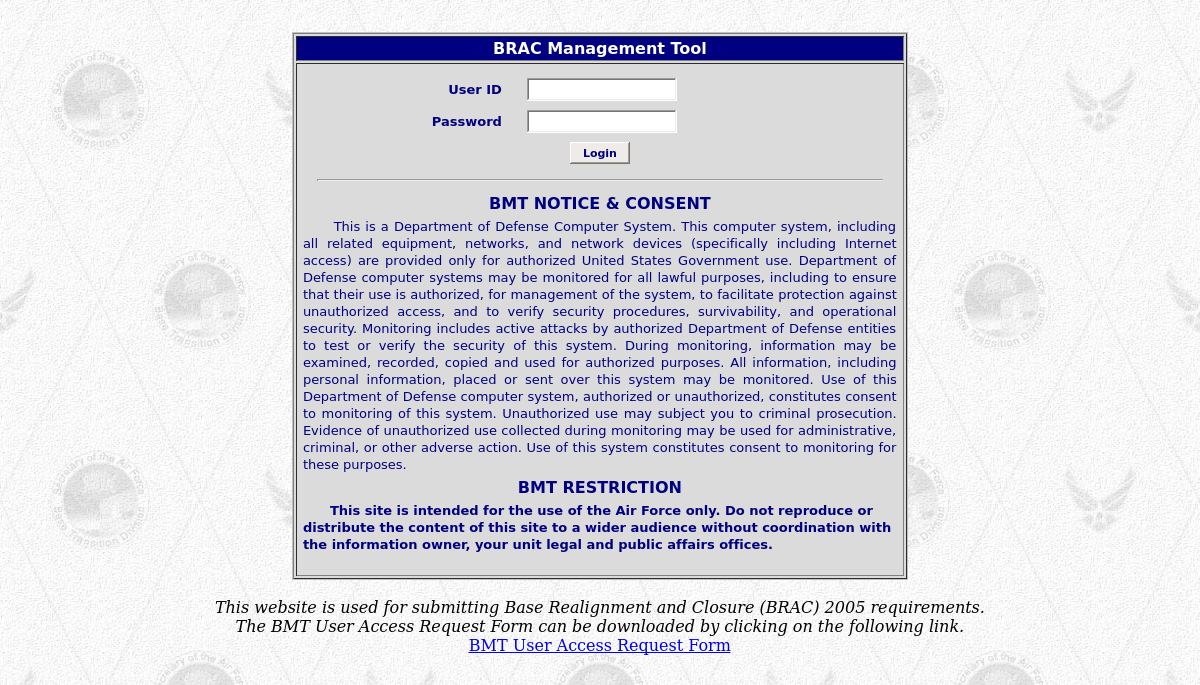 BRAC Management Tool
User ID
Password
Login
BMT NOTICE & CONSENT
This is a Department of Defense Computer System. This computer system, including
all related equipment, networks, and network devices (specifically including Internet
access) are provided only for authorized United States Government use. Department of
Defense computer systems may be monitored for all lawful purposes, including to ensure
that their use is authorized, for management of the system, to facilitate protection against
unauthorized access, and to verify security procedures, survivability, and operational
security. Monitoring includes active attacks by authorized Department of Defense entities
to test or verify the security of this system. During monitoring, information may be
examined, recorded, copied and used for authorized purposes. All information, including
personal information, placed or sent over this system may be monitored. Use of this
Department of Defense computer system, authorized or unauthorized, constitutes consent
to monitoring of this system. Unauthorized use may subject you to criminal prosecution.
Evidence of unauthorized use collected during monitoring may be used for administrative,
criminal, or other adverse action. Use of this system constitutes consent to monitoring for
these purposes.
BMT RESTRICTION
This site is intended for the use of the Air Force only. Do not reproduce or
distribute the content of this site to a wider audience without coordination with
the information owner, your unit legal and public affairs offices.
This website is used for submitting Base Realignment and Closure (BRAC) 2005 requirements.
The BMT User Access Request Form can be downloaded by clicking on the following link.
BMT User Access Request Form
Secretary of the Air Force
Base Transition Division